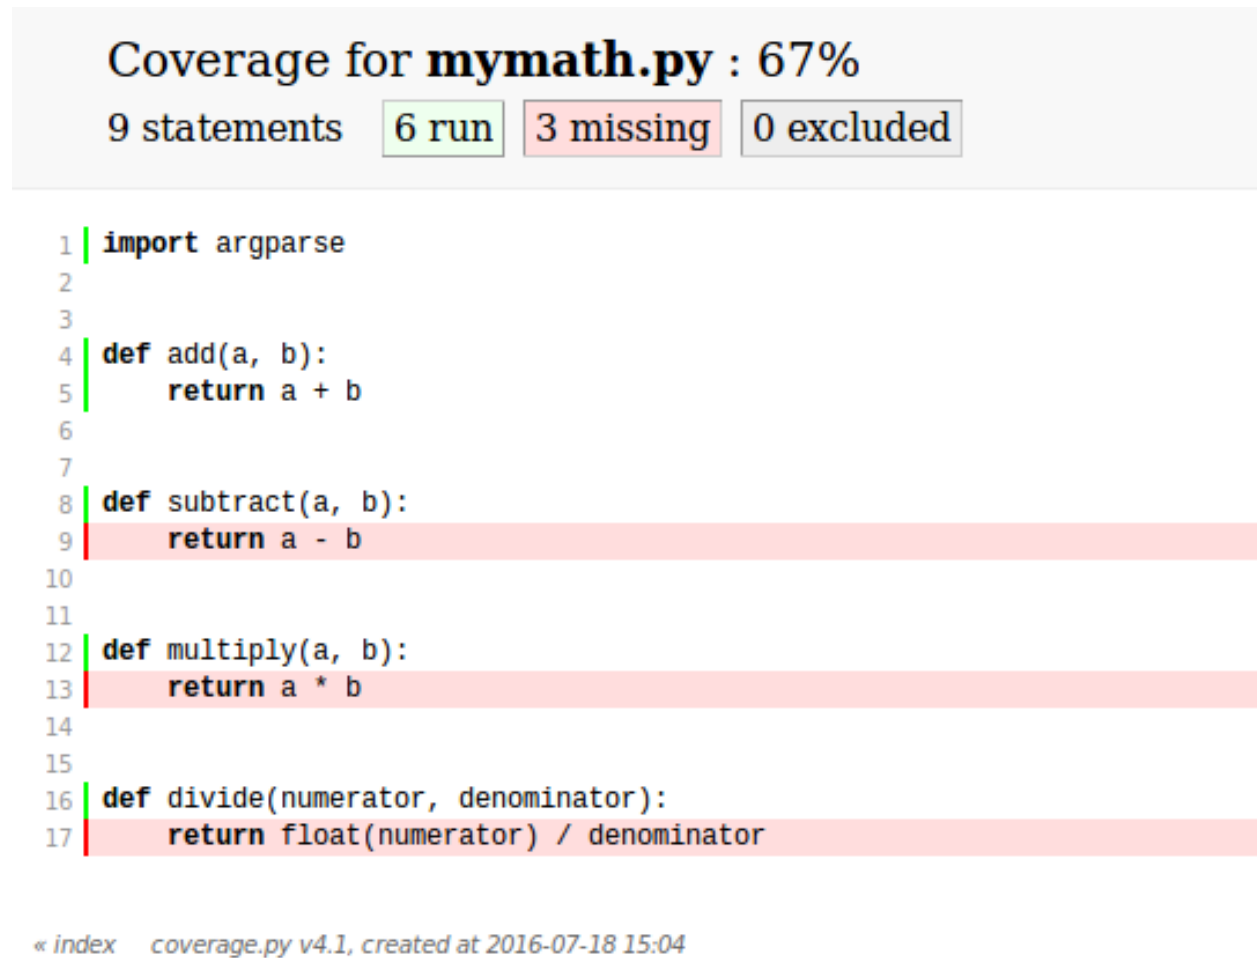 Coverage for mymath.py : 67%
9 statements 6 run 3 missing 0 excluded
1 import argparse
2
3
4 def add(a, b):
5     return a + b
6
7
8 def subtract(a, b):
9     return a - b
10
11
12 def multiply(a, b):
13     return a * b
14
15
16 def divide(numerator, denominator):
17     return float(numerator) / denominator
« index coverage.py v4.1, created at 2016-07-18 15:04